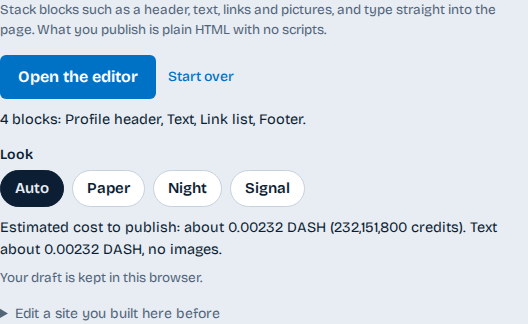 Stack blocks such as a header, text, links and pictures, and type straight into the
page. What you publish is plain HTML with no scripts.
Open the editor
Start over
4 blocks: Profile header, Text, Link list, Footer.
Look
Auto
Paper
Night
Signal
Estimated cost to publish: about 0.00232 DASH (232,151,800 credits). Text
about 0.00232 DASH, no images.
Your draft is kept in this browser.
Edit a site you built here before